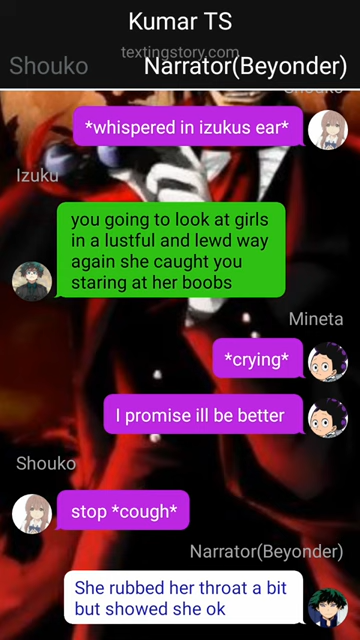 Kumar TS
textingstory.com
Shouko
Narrator(Beyonder)
Shouko
*whispered in izukus ear*
Izuku
you going to look at girls
in a lustful and lewd way
again she caught you
staring at her boobs
Mineta
*crying*
I promise ill be better
Shouko
stop *cough*
Narrator(Beyonder)
She rubbed her throat a bit
but showed she ok